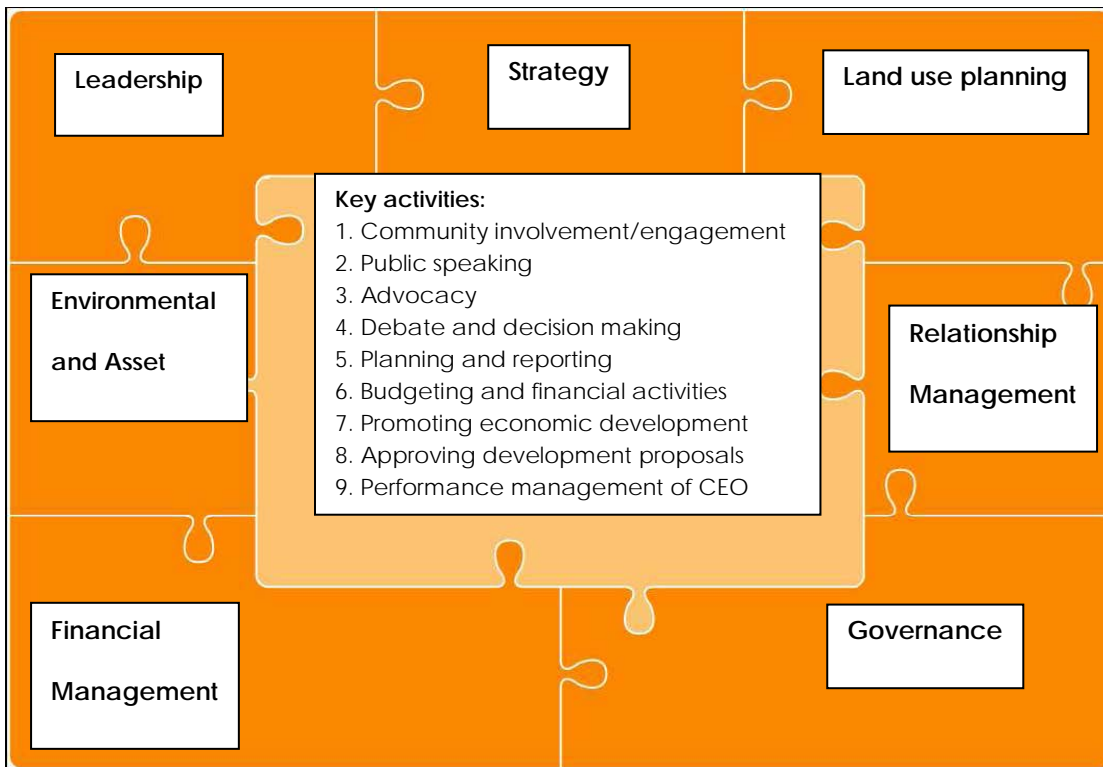 Leadership
Strategy
Land use planning
Key activities:
1. Community involvement/engagement
2. Public speaking
3. Advocacy
4. Debate and decision making
5. Planning and reporting
6. Budgeting and financial activities
7. Promoting economic development
8. Approving development proposals
9. Performance management of CEO
Environmental
and Asset
Relationship
Management
Financial
Management
Governance